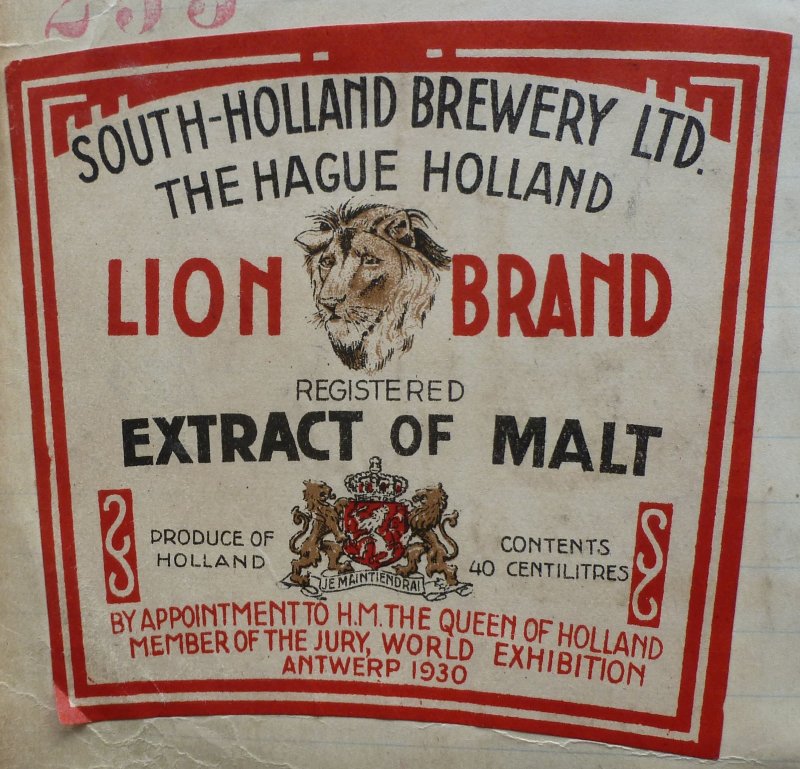 SOUTH-HOLLAND BREWERY LTD.
THE HAGUE HOLLAND
LION BRAND
REGISTERED
EXTRACT OF MALT
PRODUCE OF
HOLLAND
JE MAINTIENDRAI
CONTENTS
40 CENTILITRES
BY APPOINTMENT TO H.M. THE QUEEN OF HOLLAND
MEMBER OF THE JURY, WORLD EXHIBITION
ANTWERP 1930